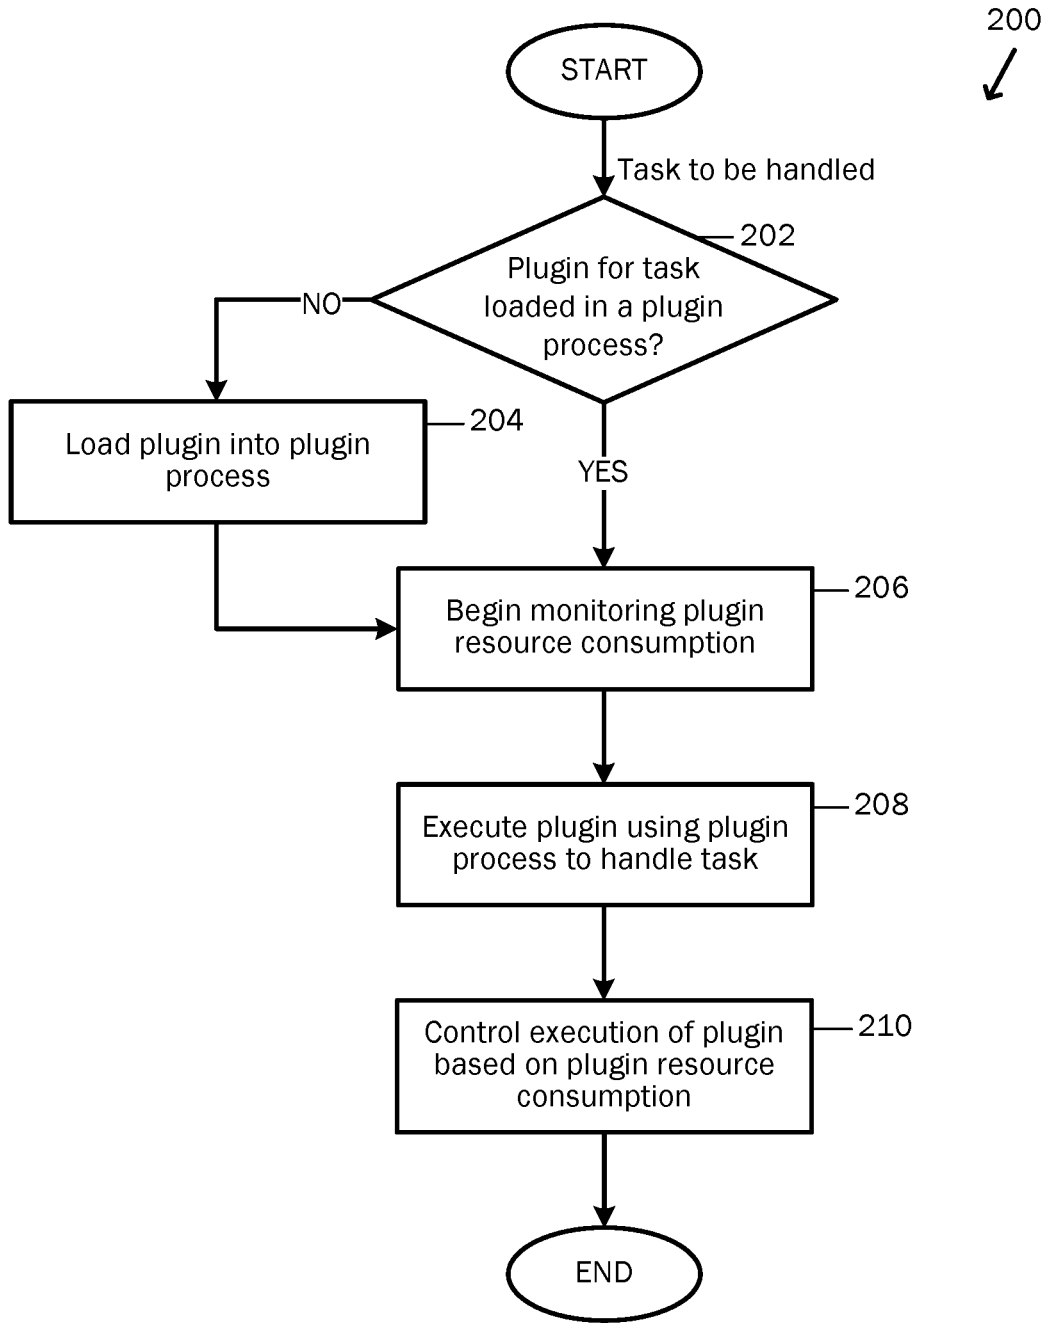 200
START
Task to be handled
202
Plugin for task
loaded in a plugin
process?
NO
204
Load plugin into plugin
process
YES
206
Begin monitoring plugin
resource consumption
208
Execute plugin using plugin
process to handle task
210
Control execution of plugin
based on plugin resource
consumption
END